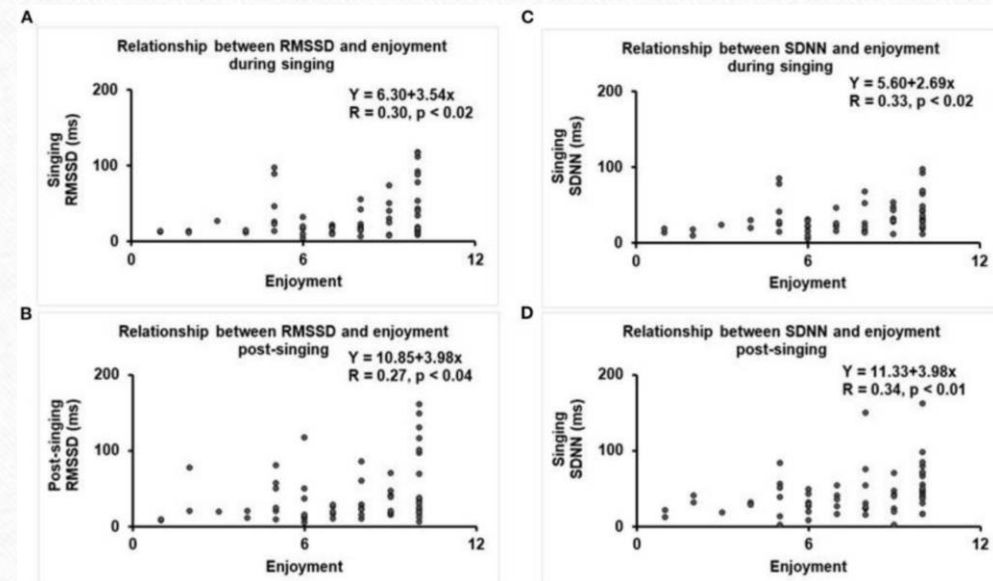 A
Relationship between RMSSD and enjoyment
during singing
Y = 6.30+3.54x
R = 0.30, p < 0.02
200
100
0
Singing
RMSSD (ms)
0
6
12
Enjoyment
C
Relationship between SDNN and enjoyment
during singing
Y = 5.60+2.69x
R = 0.33, p < 0.02
200
100
0
Singing
SDNN (ms)
0
6
12
Enjoyment
B
Relationship between RMSSD and enjoyment
post-singing
Y = 10.85+3.98x
R = 0.27, p < 0.04
200
100
0
Post-singing
RMSSD (ms)
0
6
12
Enjoyment
D
Relationship between SDNN and enjoyment
post-singing
Y = 11.33+3.98x
R = 0.34, p < 0.01
200
100
0
Singing
SDNN (ms)
0
6
12
Enjoyment